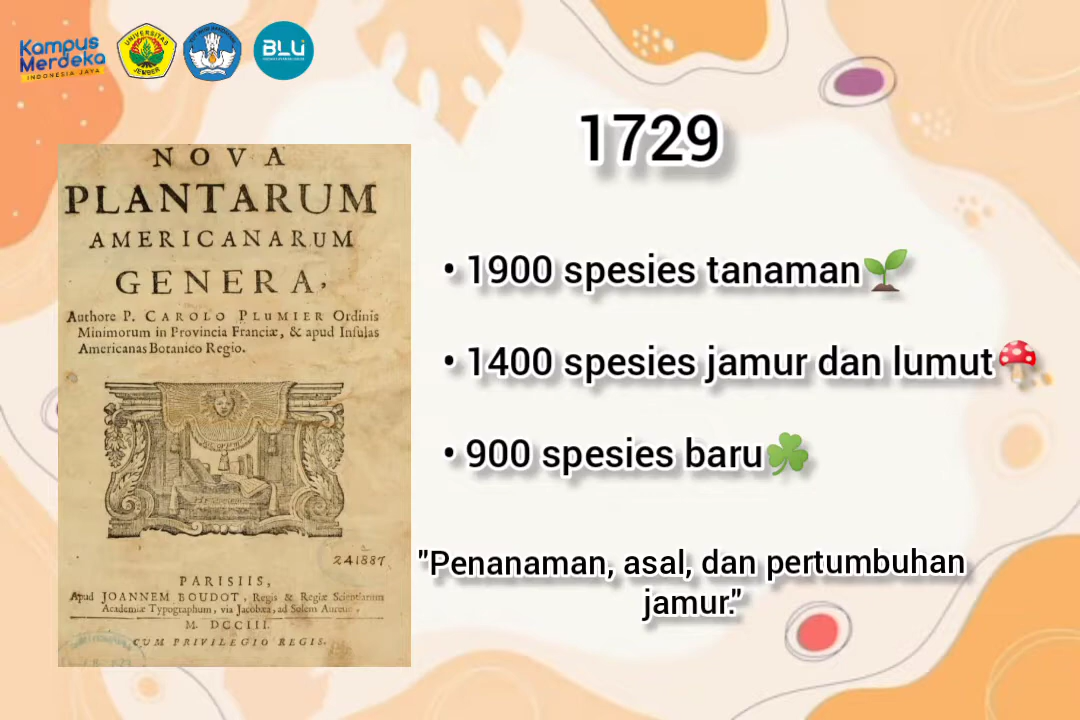 Kampus
Merdeka
INDONESIA JAYA
UNIVERSITAS
JEMBER
BLU
1729
NOVA
PLANTARUM
AMERICANARUM
GENERA,
Authore P. CAROLO PLUMIER Ordinis
Minimorum in Provincia Franciæ, & apud Insulas
Americanas Botanico Regio.
• 1900 spesies tanaman🌱
• 1400 spesies jamur dan lumut🍄
• 900 spesies baru☘️
241887
PARISIIS,
Apud JOANNEM BOUDOT, Regis & Regiæ Scientiarum
Academiæ Typographum, via Jacobæa, ad Solem Aureum.
M. DCCIII.
CUM PRIVILEGIO REGIS.
"Penanaman, asal, dan pertumbuhan
jamur."